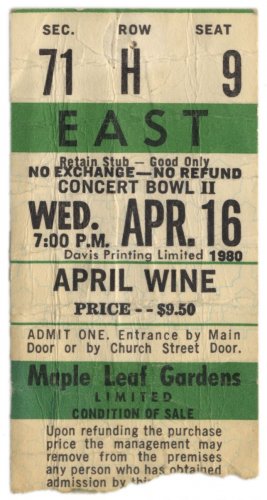 SEC. ROW SEAT
71 H 9
EAST
Retain Stub — Good Only
NO EXCHANGE—NO REFUND
CONCERT BOWL II
WED. APR. 16
7:00 P.M.
Davis Printing Limited 1980
APRIL WINE
PRICE - - $9.50
ADMIT ONE. Entrance by Main
Door or by Church Street Door.
Maple Leaf Gardens
LIMITED
CONDITION OF SALE
Upon refunding the purchase
price the management may
remove from the premises
any person who has obtained